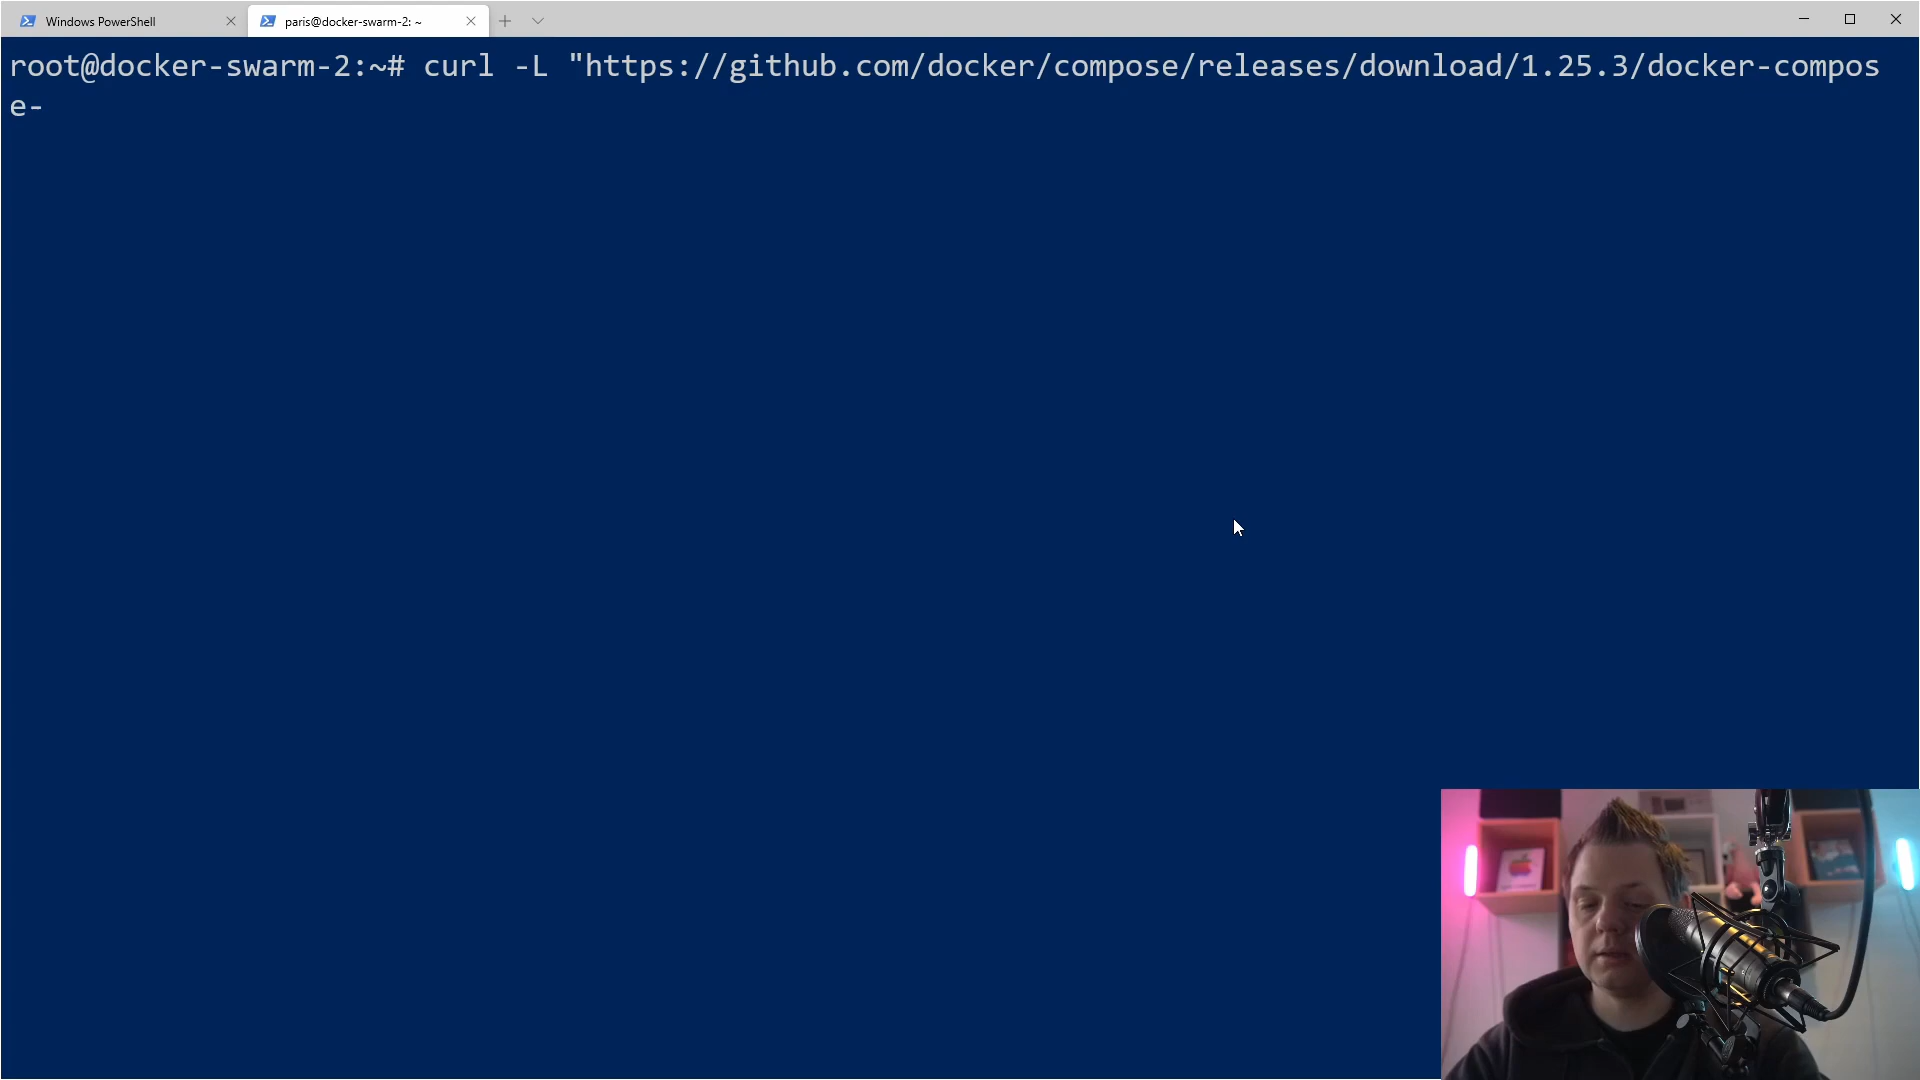 Windows PowerShell
paris@docker-swarm-2: ~
root@docker-swarm-2:~# curl -L "https://github.com/docker/compose/releases/download/1.25.3/docker-compos
e-